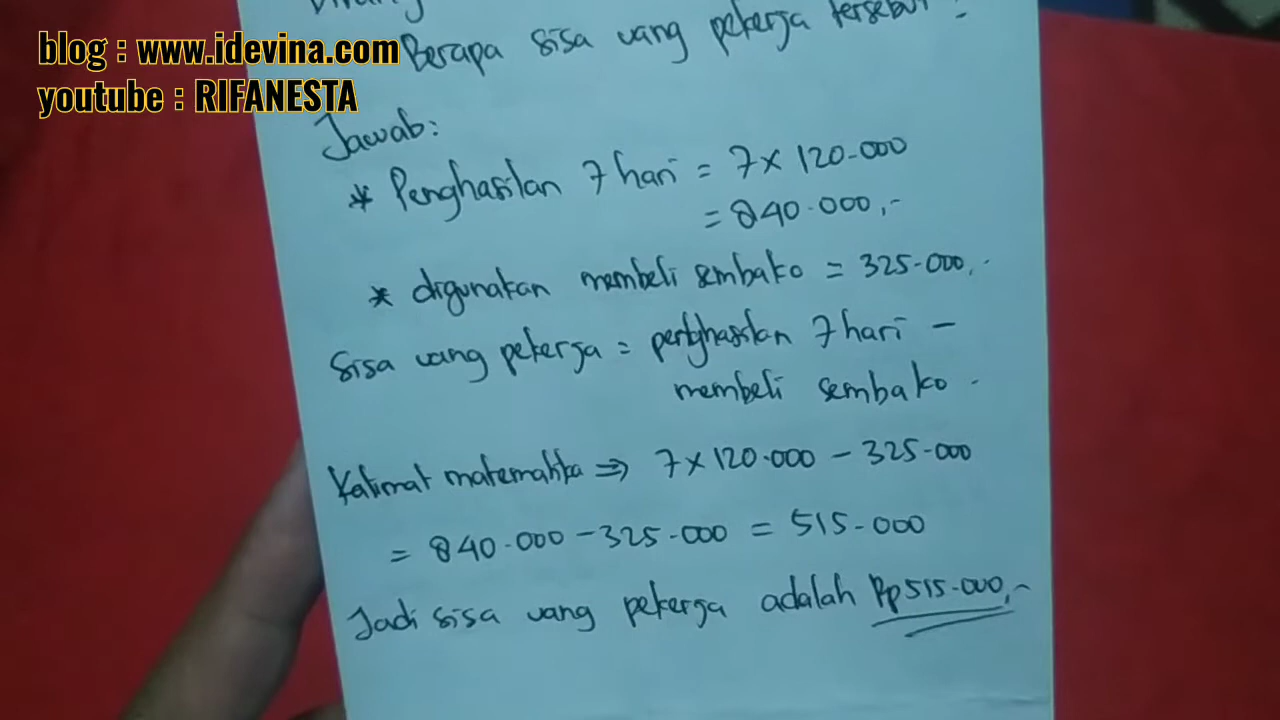 blog : www.idevina.com
youtube : RIFANESTA
Berapa sisa uang pekerja tersebut?
Jawab:
* Penghasilan 7 hari = 7 x 120.000
= 840.000,-
* digunakan membeli sembako = 325.000,-
Sisa uang pekerja = penghasilan 7 hari -
membeli sembako.
Kalimat matematika ⇒ 7 x 120.000 - 325.000
= 840.000 - 325.000 = 515.000
Jadi sisa uang pekerja adalah Rp515.000,-